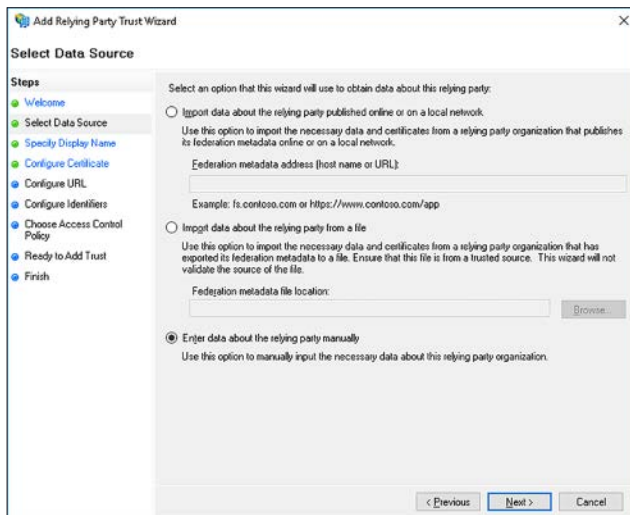 Add Relying Party Trust Wizard
Select Data Source
Steps
Welcome
Select Data Source
Specify Display Name
Configure Certificate
Configure URL
Configure Identifiers
Choose Access Control
Policy
Ready to Add Trust
Finish
Select an option that this wizard will use to obtain data about this relying party:
Import data about the relying party published online or on a local network
Use this option to import the necessary data and certificates from a relying party organization that publishes
its federation metadata online or on a local network.
Federation metadata address (host name or URL):
Example: fs.contoso.com or https://www.contoso.com/app
Import data about the relying party from a file
Use this option to import the necessary data and certificates from a relying party organization that has
exported its federation metadata to a file. Ensure that this file is from a trusted source. This wizard will not
validate the source of the file.
Federation metadata file location:
Browse...
Enter data about the relying party manually
Use this option to manually input the necessary data about this relying party organization.
< Previous
Next >
Cancel